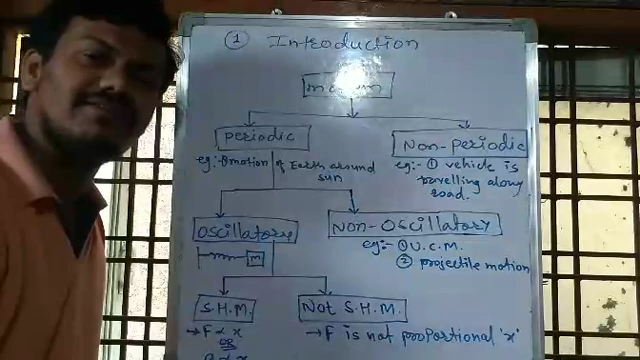 ① Introduction
motion
Periodic
Non-Periodic
eg:- ① motion of Earth around
sun
eg:- ① vehicle is
travelling along
road.
Oscillatory
Non-Oscillatory
m
eg:- ① U.C.M.
② projectile motion
S.H.M.
Not S.H.M.
→ F ∝ x
OR
a ∝ x
→ F is not proportional 'x'